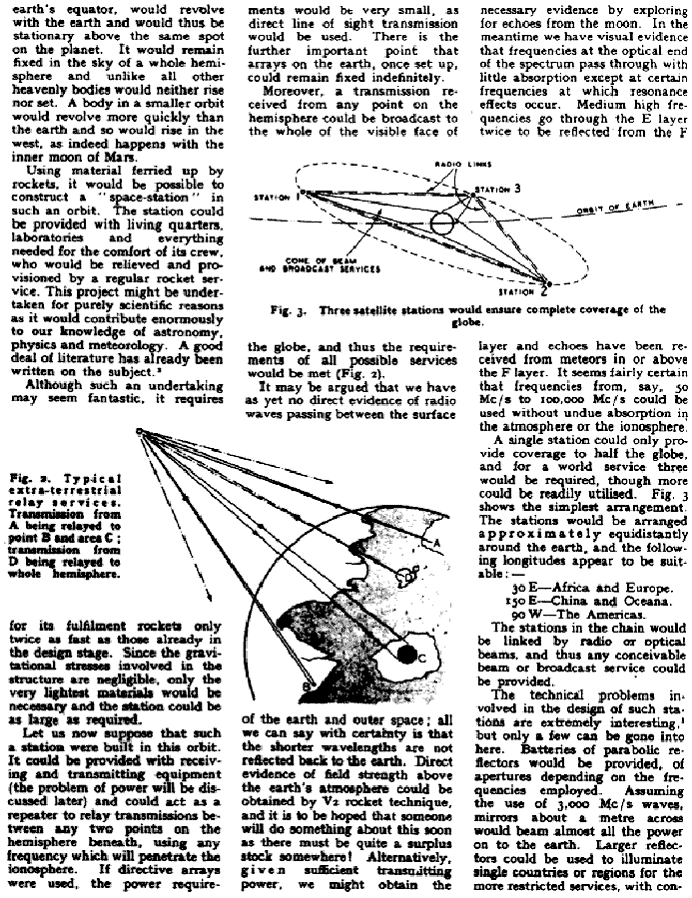 earth's equator, would revolve
with the earth and would thus be
stationary above the same spot
on the planet. It would remain
fixed in the sky of a whole hemi-
sphere and unlike all other
heavenly bodies would neither rise
nor set. A body in a smaller orbit
would revolve more quickly than
the earth and so would rise in the
west, as indeed happens with the
inner moon of Mars.
Using material ferried up by
rockets, it would be possible to
construct a "space-station" in
such an orbit. The station could
be provided with living quarters,
laboratories and everything
needed for the comfort of its crew,
who would be relieved and pro-
visioned by a regular rocket ser-
vice. This project might be under-
taken for purely scientific reasons
as it would contribute enormously
to our knowledge of astronomy,
physics and meteorology. A good
deal of literature has already been
written on the subject.²
Although such an undertaking
may seem fantastic, it requires
Fig. 2. Typical
extra-terrestrial
relay services.
Transmission from
A being relayed to
point B and area C;
transmission from
D being relayed to
whole hemisphere.
for its fulfilment rockets only
twice as fast as those already in
the design stage. Since the gravi-
tational stresses involved in the
structure are negligible, only the
very lightest materials would be
necessary and the station could be
as large as required.
Let us now suppose that such
a station were built in this orbit.
It could be provided with receiv-
ing and transmitting equipment
(the problem of power will be dis-
cussed later) and could act as a
repeater to relay transmissions be-
tween any two points on the
hemisphere beneath, using any
frequency which will penetrate the
ionosphere. If directive arrays
were used, the power require-
ments would be very small, as
direct line of sight transmission
would be used. There is the
further important point that
arrays on the earth, once set up,
could remain fixed indefinitely.
Moreover, a transmission re-
ceived from any point on the
hemisphere could be broadcast to
the whole of the visible face of
RADIO LINKS
STATION 1
STATION 3
ORBIT OF EARTH
CONE OF BEAM
AND BROADCAST SERVICES
STATION 2
Fig. 3. Three satellite stations would ensure complete coverage of the
globe.
the globe, and thus the require-
ments of all possible services
would be met (Fig. 2).
It may be argued that we have
as yet no direct evidence of radio
waves passing between the surface
A
D
C
B
of the earth and outer space; all
we can say with certainty is that
the shorter wavelengths are not
reflected back to the earth. Direct
evidence of field strength above
the earth's atmosphere could be
obtained by V2 rocket technique,
and it is to be hoped that someone
will do something about this soon
as there must be quite a surplus
stock somewhere! Alternatively,
given sufficient transmitting
power, we might obtain the
necessary evidence by exploring
for echoes from the moon. In the
meantime we have visual evidence
that frequencies at the optical end
of the spectrum pass through with
little absorption except at certain
frequencies at which resonance
effects occur. Medium high fre-
quencies go through the E layer
twice to be reflected from the F
layer and echoes have been re-
ceived from meteors in or above
the F layer. It seems fairly certain
that frequencies from, say, 50
Mc/s to 100,000 Mc/s could be
used without undue absorption in
the atmosphere or the ionosphere.
A single station could only pro-
vide coverage to half the globe,
and for a world service three
would be required, though more
could be readily utilised. Fig. 3
shows the simplest arrangement.
The stations would be arranged
approximately equidistantly
around the earth, and the follow-
ing longitudes appear to be suit-
able:—
30 E—Africa and Europe.
150 E—China and Oceana.
90 W—The Americas.
The stations in the chain would
be linked by radio or optical
beams, and thus any conceivable
beam or broadcast service could
be provided.
The technical problems in-
volved in the design of such sta-
tions are extremely interesting,¹
but only a few can be gone into
here. Batteries of parabolic re-
flectors would be provided, of
apertures depending on the fre-
quencies employed. Assuming
the use of 3,000 Mc/s waves,
mirrors about a metre across
would beam almost all the power
on to the earth. Larger reflec-
tors could be used to illuminate
single countries or regions for the
more restricted services, with con-